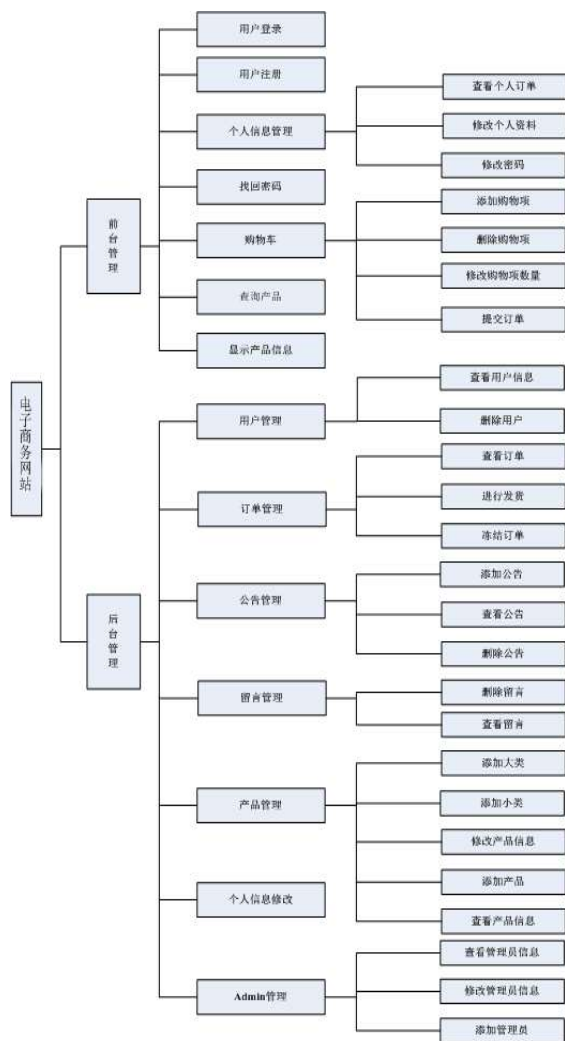 电子商务网站
前台管理
用户登录
用户注册
个人信息管理
查看个人订单
修改个人资料
修改密码
找回密码
购物车
添加购物项
删除购物项
修改购物项数量
提交订单
查询产品
显示产品信息
后台管理
用户管理
查看用户信息
删除用户
订单管理
查看订单
进行发货
冻结订单
公告管理
添加公告
查看公告
删除公告
留言管理
删除留言
查看留言
产品管理
添加大类
添加小类
修改产品信息
添加产品
查看产品信息
个人信息修改
Admin管理
查看管理员信息
修改管理员信息
添加管理员